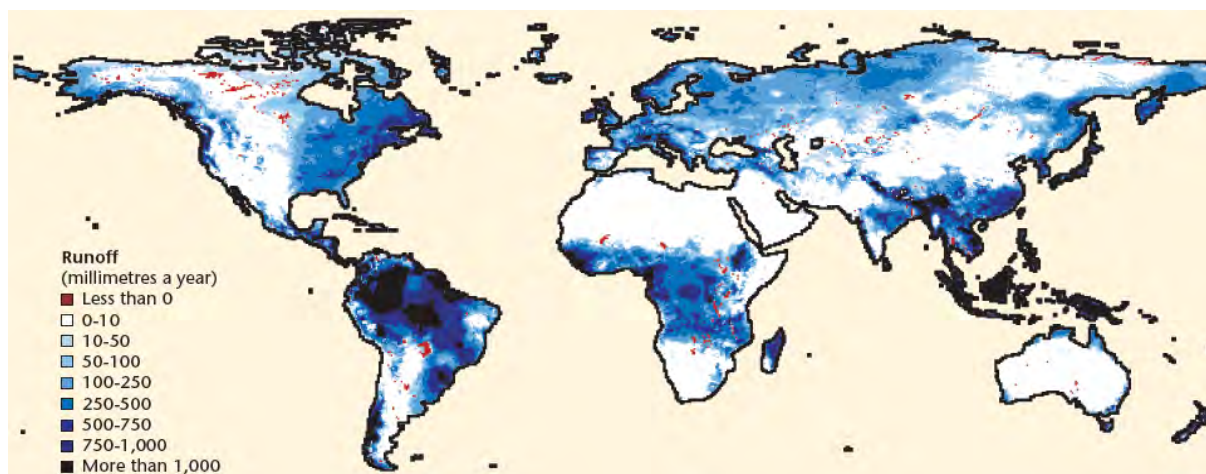 Runoff
(millimetres a year)
Less than 0
0-10
10-50
50-100
100-250
250-500
500-750
750-1,000
More than 1,000